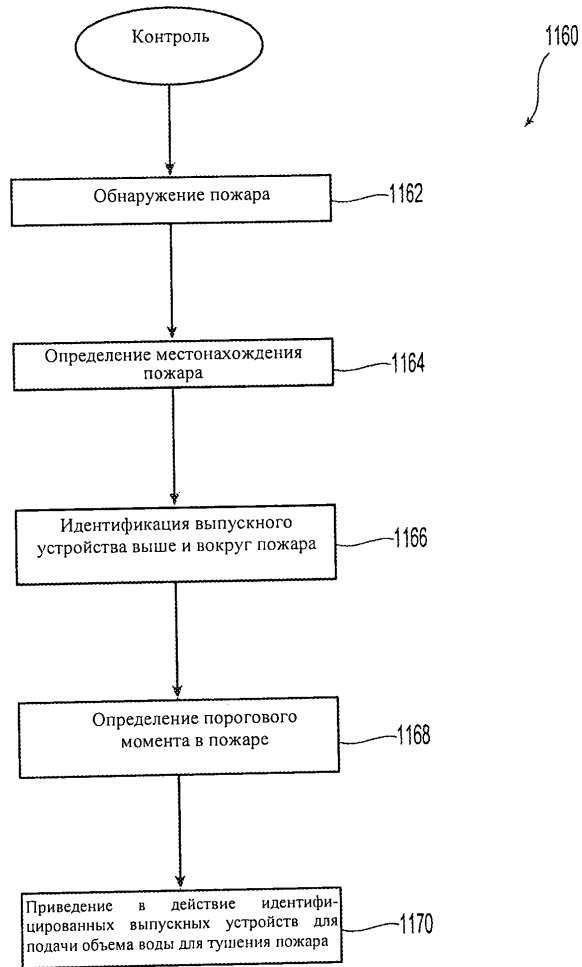 Контроль
1160
Обнаружение пожара
1162
Определение местонахождения
пожара
1164
Идентификация выпускного
устройства выше и вокруг пожара
1166
Определение порогового
момента в пожаре
1168
Приведение в действие идентифи-
цированных выпускных устройств для
подачи объема воды для тушения пожара
1170